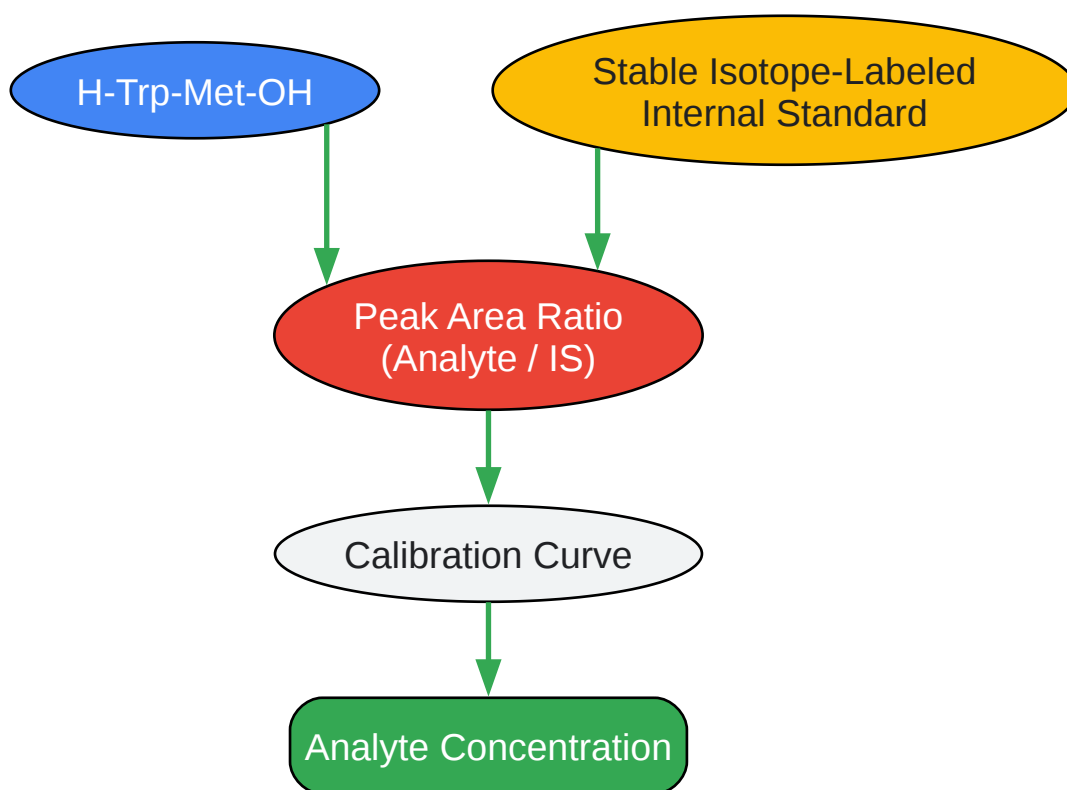 H-Trp-Met-OH
Stable Isotope-Labeled
Internal Standard
Peak Area Ratio
(Analyte / IS)
Calibration Curve
Analyte Concentration